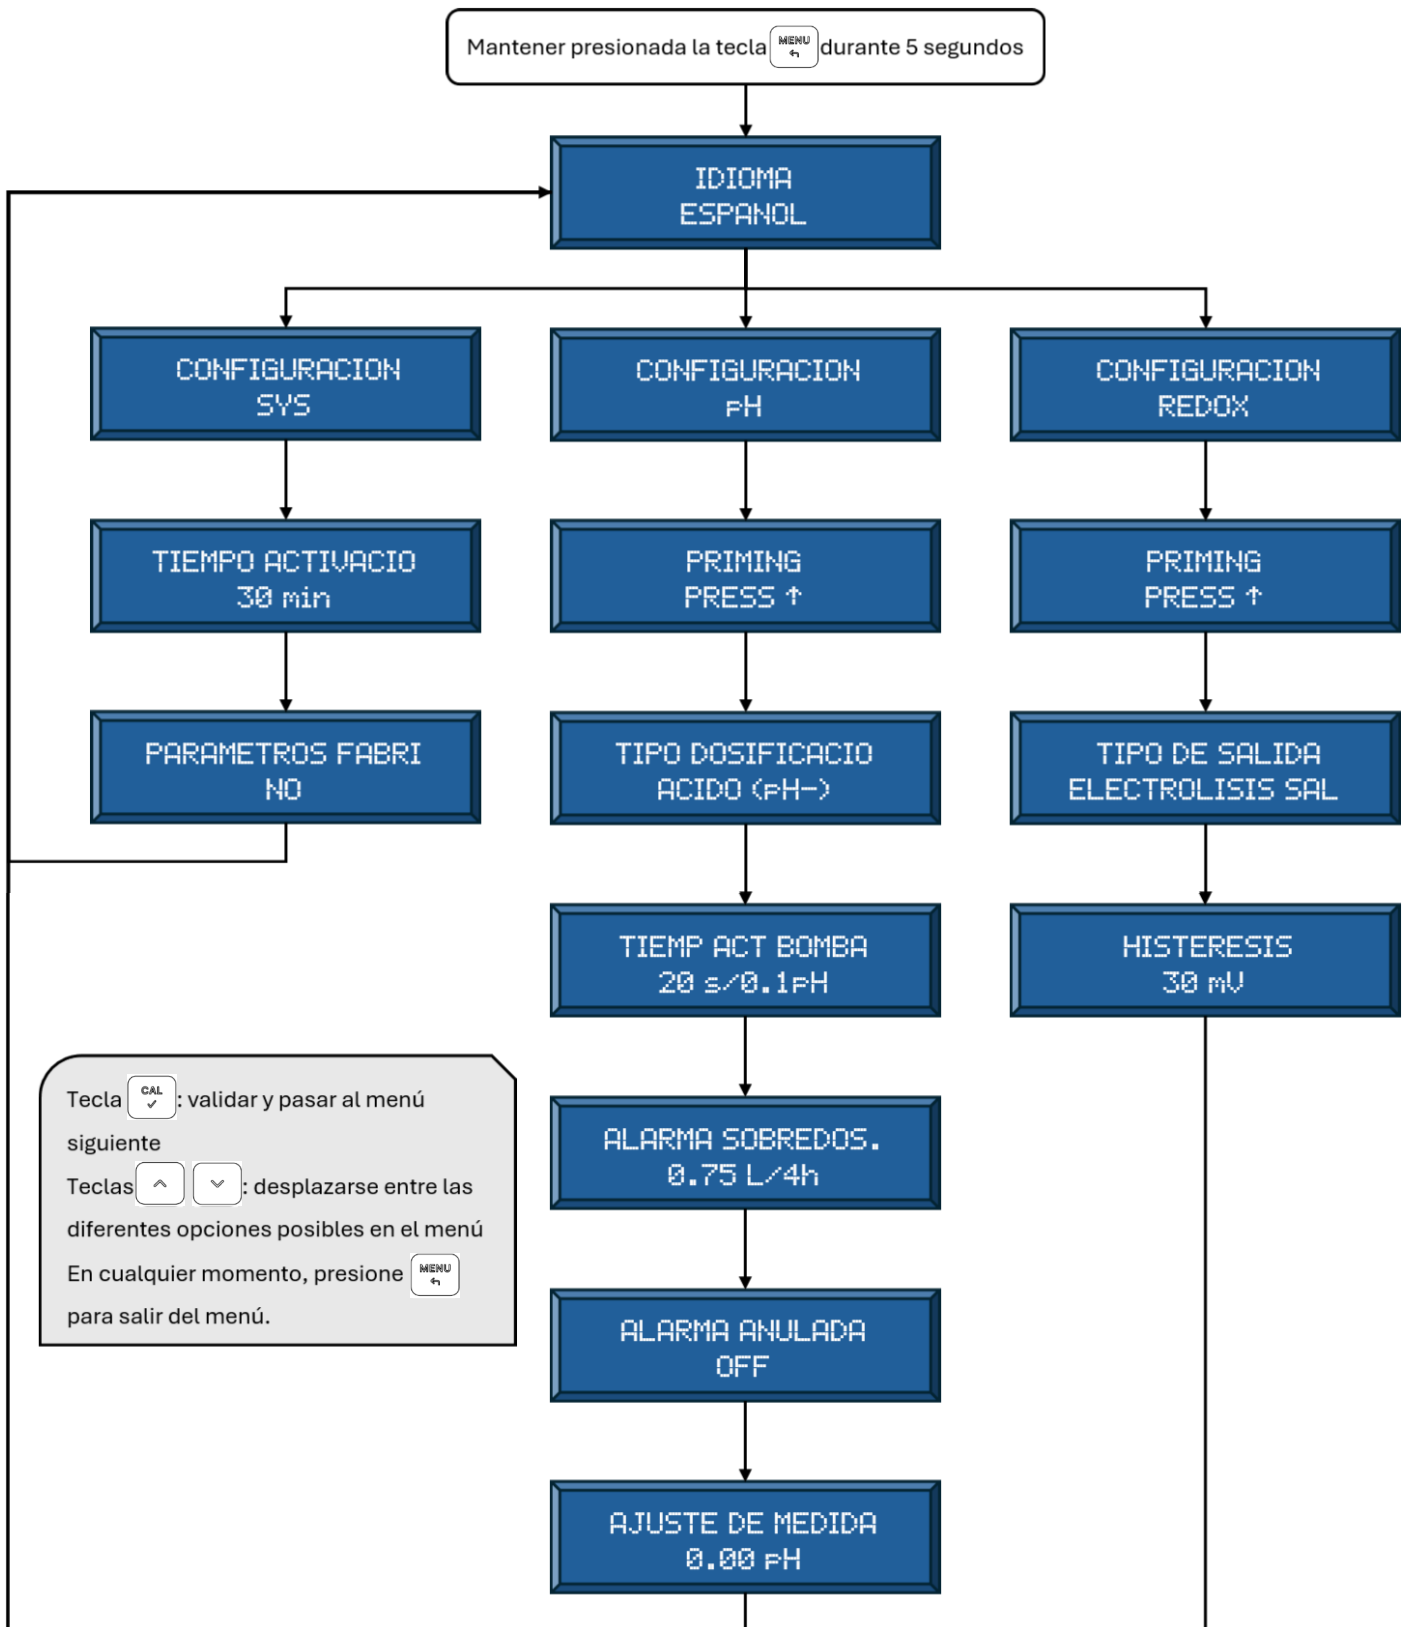 Mantener presionada la tecla MENU durante 5 segundos
IDIOMA
ESPANOL
CONFIGURACION
SYS
CONFIGURACION
pH
CONFIGURACION
REDOX
TIEMPO ACTIVACIO
30 min
PRIMING
PRESS ↑
PRIMING
PRESS ↑
PARAMETROS FABRI
NO
TIPO DOSIFICACIO
ACIDO (pH-)
TIPO DE SALIDA
ELECTROLISIS SAL
TIEMP ACT BOMBA
20 s/0.1pH
HISTERESIS
30 mV
Tecla CAL ✓: validar y pasar al menú
siguiente
Teclas : desplazarse entre las
diferentes opciones posibles en el menú
En cualquier momento, presione MENU
para salir del menú.
ALARMA SOBREDOS.
0.75 L/4h
ALARMA ANULADA
OFF
AJUSTE DE MEDIDA
0.00 pH